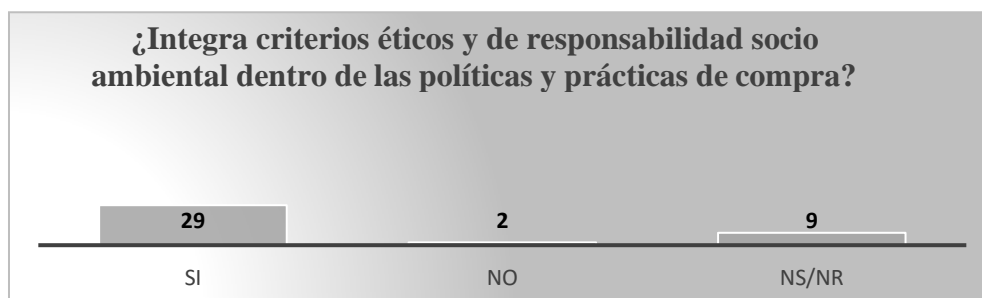 ¿Integra criterios éticos y de responsabilidad socio
ambiental dentro de las políticas y prácticas de compra?
29 2 9
SI NO NS/NR